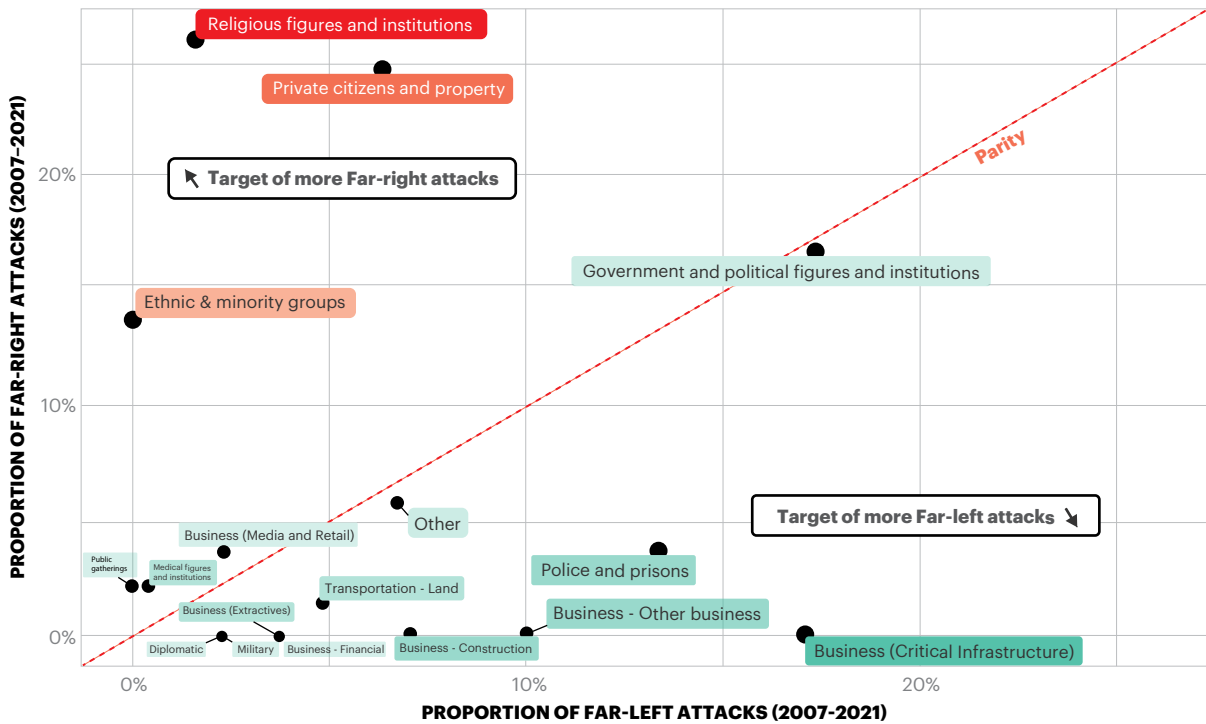 Religious figures and institutions
Private citizens and property
Parity
20%
↖ Target of more Far-right attacks
Government and political figures and institutions
Ethnic & minority groups
PROPORTION OF FAR-RIGHT ATTACKS (2007–2021)
10%
Other
Target of more Far-left attacks ↘
Business (Media and Retail)
Public
gatherings
Medical figures
and institutions
Police and prisons
Transportation - Land
Business (Extractives)
Business - Other business
0%
Diplomatic
Military
Business - Financial
Business - Construction
Business (Critical Infrastructure)
0%
10%
20%
PROPORTION OF FAR-LEFT ATTACKS (2007-2021)